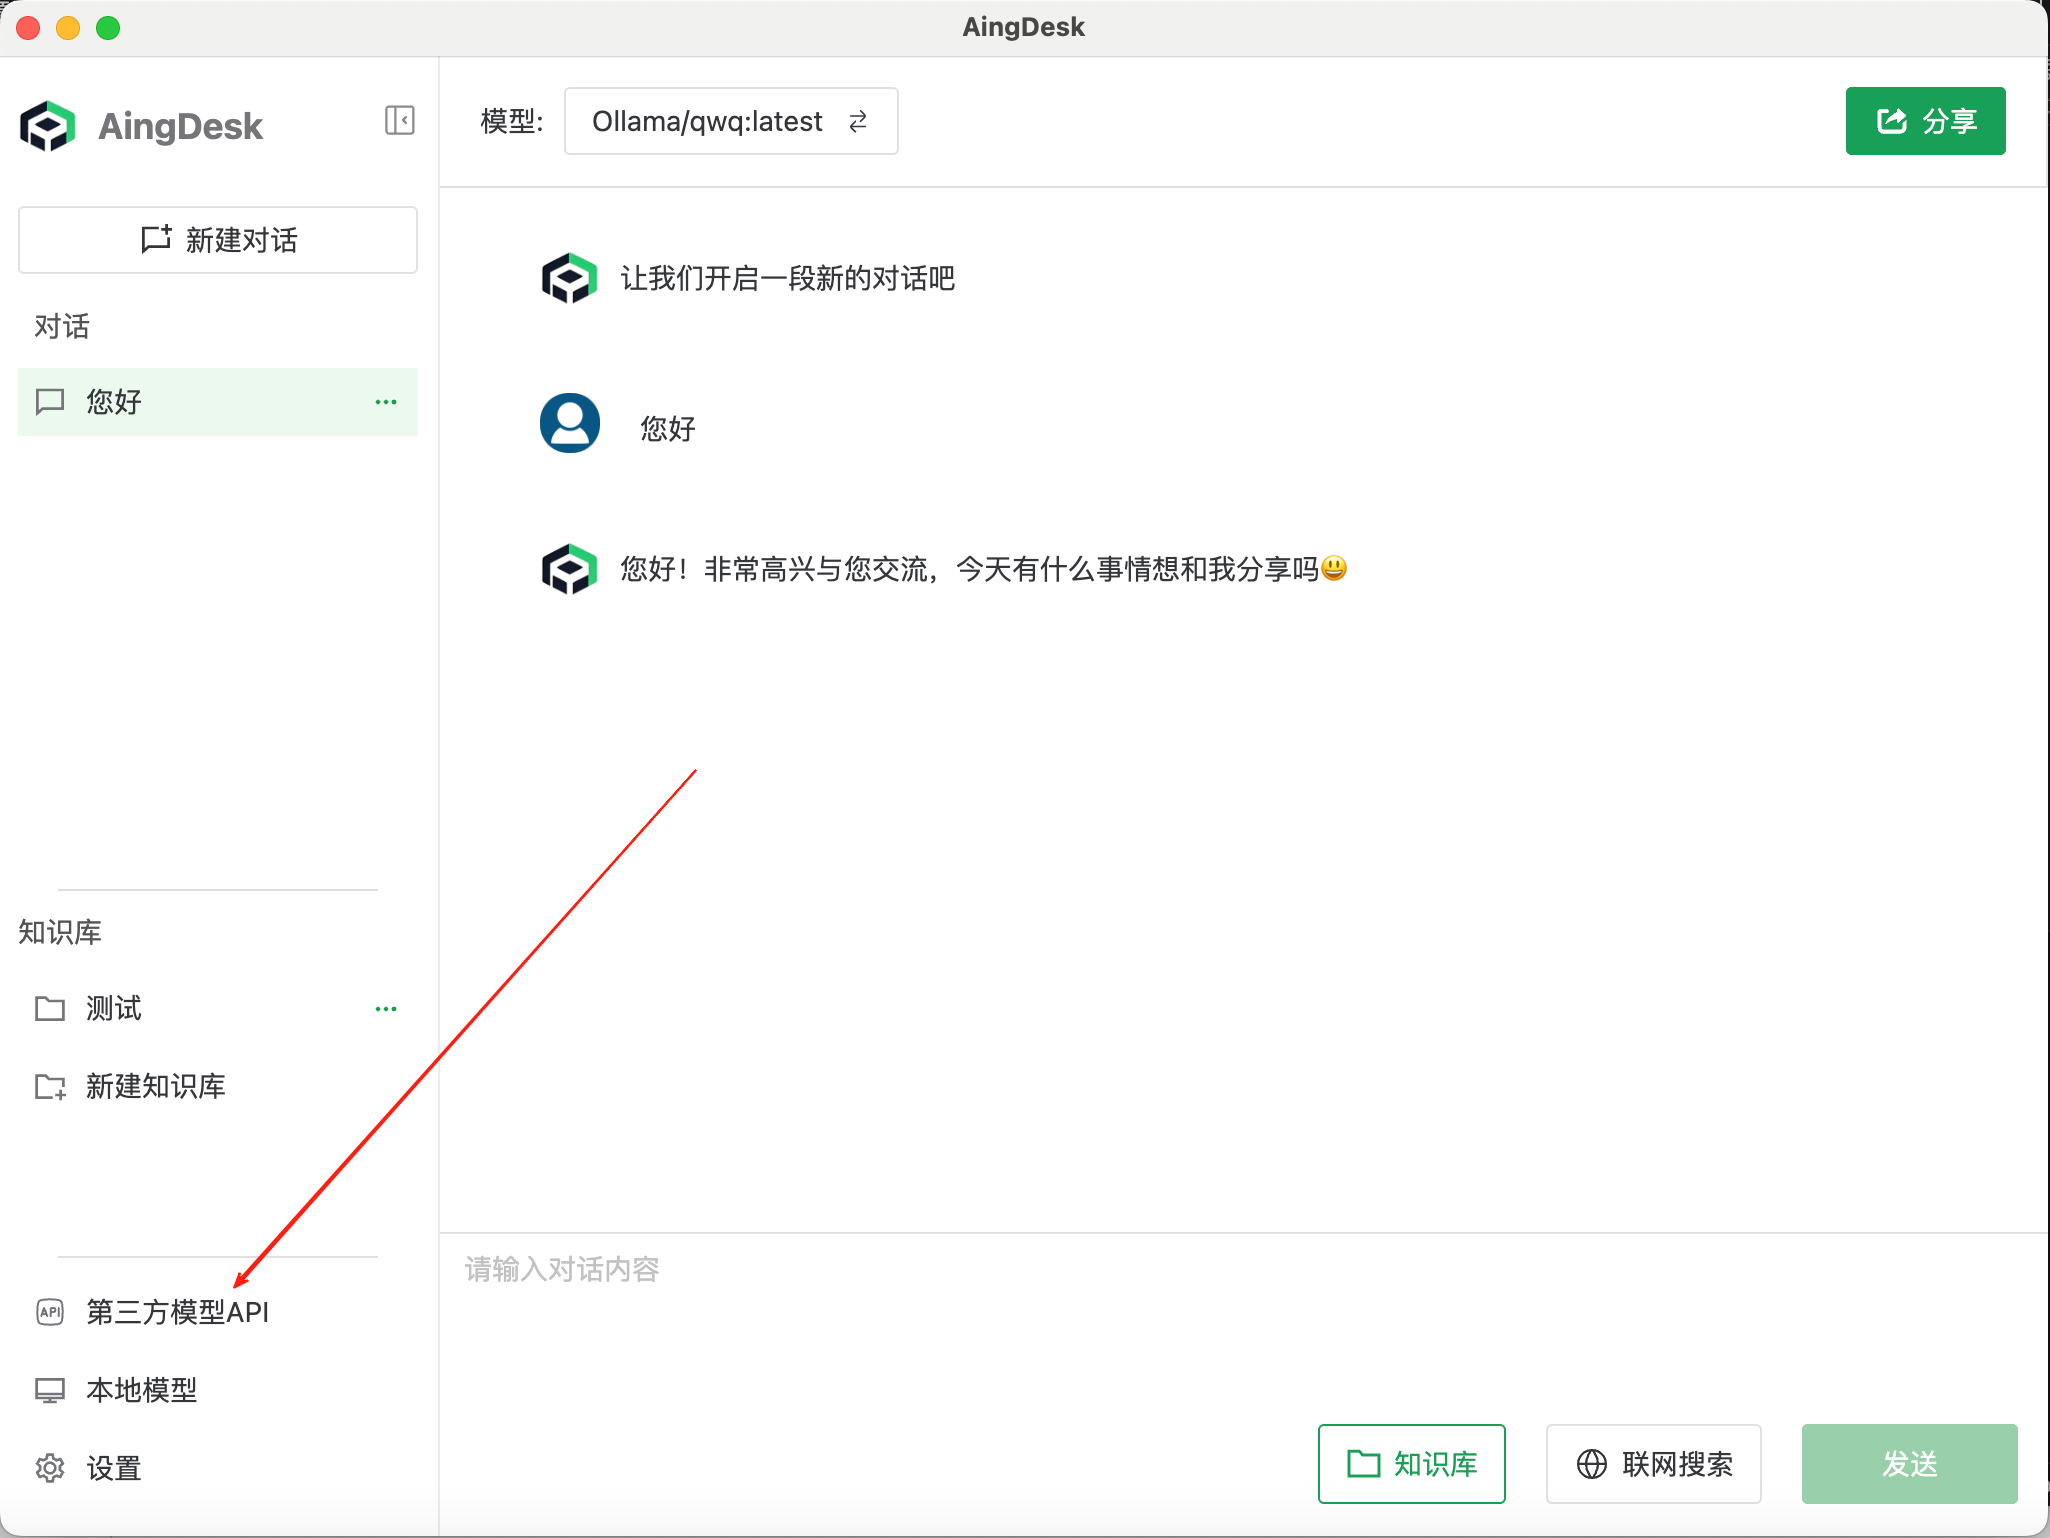 AingDesk
AingDesk
新建对话
对话
您好
知识库
测试
新建知识库
API 第三方模型API
本地模型
设置
模型: Ollama/qwq:latest
分享
让我们开启一段新的对话吧
您好
您好！非常高兴与您交流，今天有什么事情想和我分享吗😃
请输入对话内容
知识库
联网搜索
发送